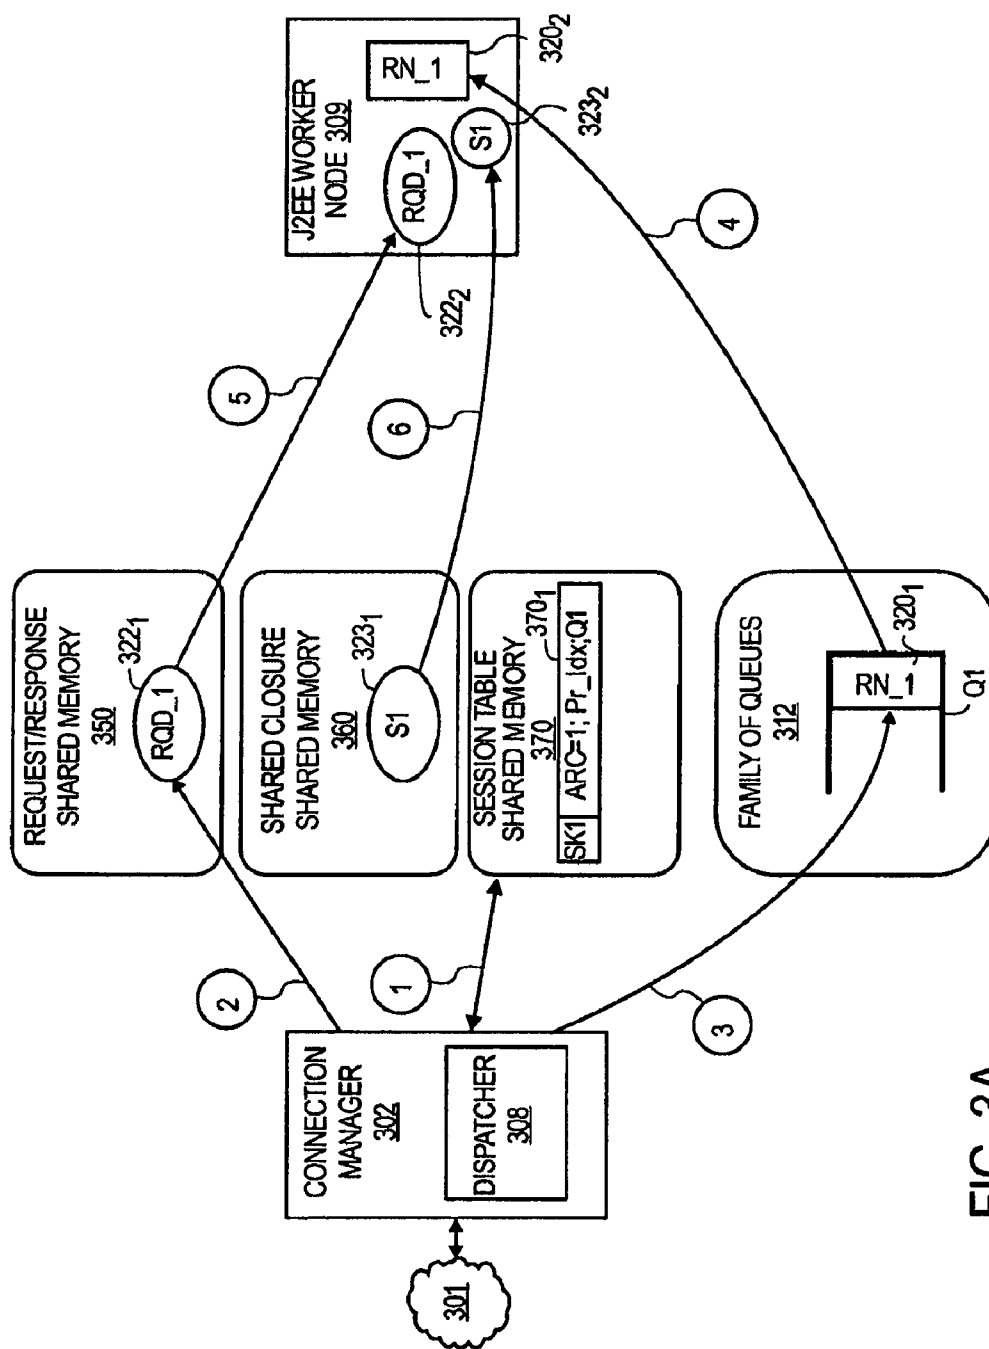 301
CONNECTION
MANAGER
302
DISPATCHER
308
2
1
3
REQUEST/RESPONSE
SHARED MEMORY
350
322₁
RQD_1
SHARED CLOSURE
SHARED MEMORY
360
323₁
S1
SESSION TABLE
SHARED MEMORY
370
370₁
SK1 ARC=1; Pr_Idx;Q1
FAMILY OF QUEUES
312
RN_1
320₁
Q1
5
6
4
J2EE WORKER
NODE 309
RQD_1
RN_1
S1
322₂
323₂
320₂
FIG. 3A